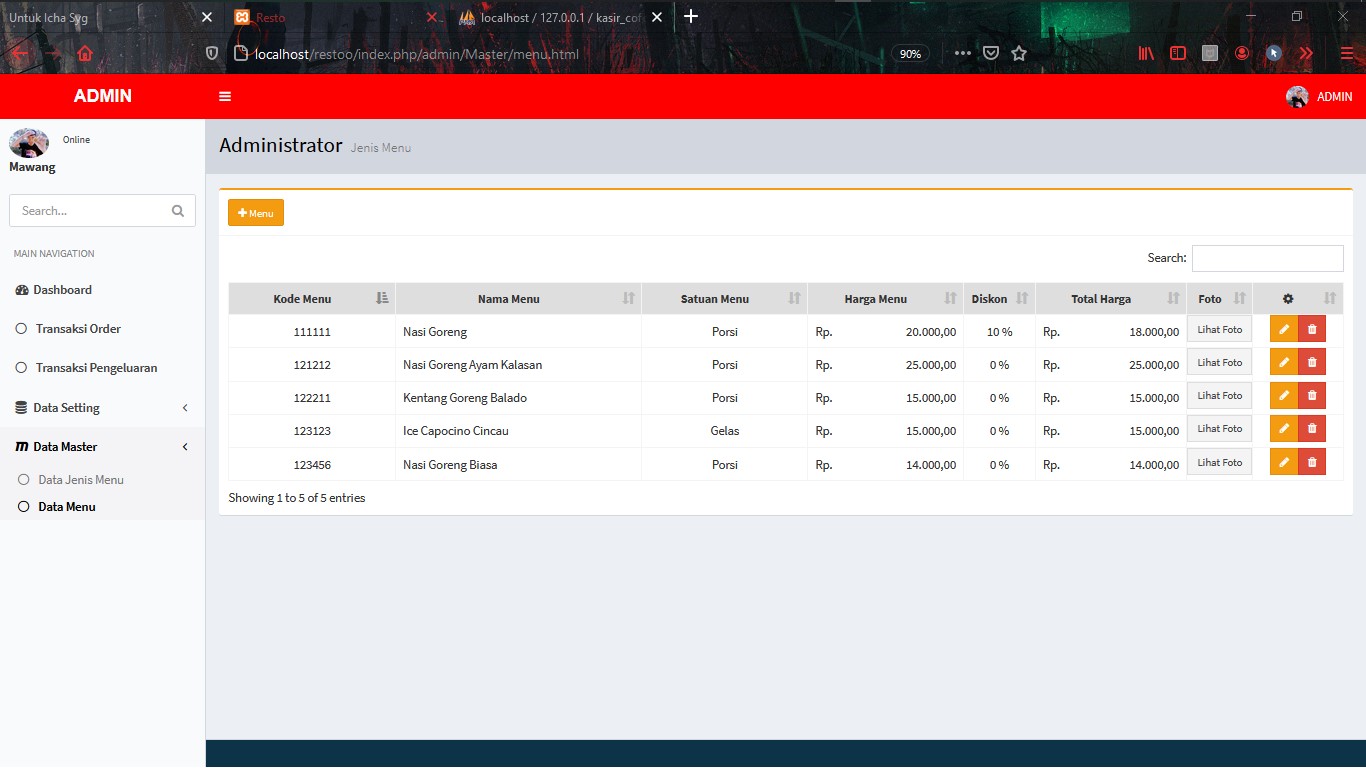 Untuk Icha Syg
Resto
localhost / 127.0.0.1 / kasir_cof
localhost/restoo/index.php/admin/Master/menu.html
90%
ADMIN
ADMIN
Online
Mawang
Search...
MAIN NAVIGATION
Dashboard
Transaksi Order
Transaksi Pengeluaran
Data Setting
Data Master
Data Jenis Menu
Data Menu
Administrator Jenis Menu
Menu
Search:
Kode Menu Nama Menu Satuan Menu Harga Menu Diskon Total Harga Foto
111111 Nasi Goreng Porsi Rp. 20.000,00 10 % Rp. 18.000,00 Lihat Foto
121212 Nasi Goreng Ayam Kalasan Porsi Rp. 25.000,00 0 % Rp. 25.000,00 Lihat Foto
122211 Kentang Goreng Balado Porsi Rp. 15.000,00 0 % Rp. 15.000,00 Lihat Foto
123123 Ice Capocino Cincau Gelas Rp. 15.000,00 0 % Rp. 15.000,00 Lihat Foto
123456 Nasi Goreng Biasa Porsi Rp. 14.000,00 0 % Rp. 14.000,00 Lihat Foto
Showing 1 to 5 of 5 entries